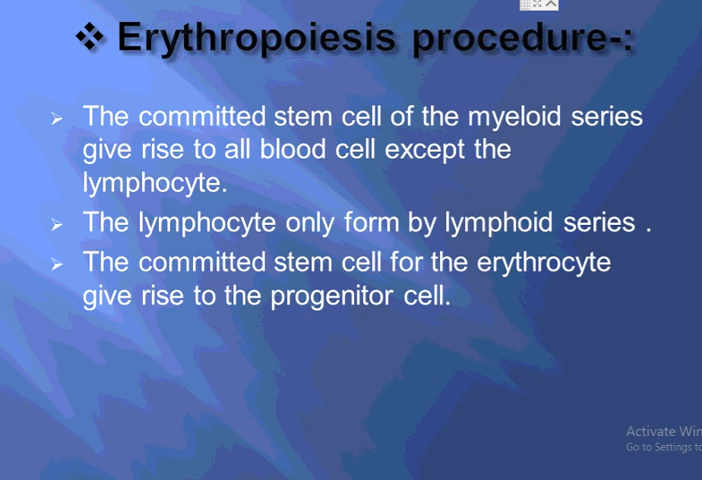 ❖ Erythropoiesis procedure-:
➢ The committed stem cell of the myeloid series
give rise to all blood cell except the
lymphocyte.
➢ The lymphocyte only form by lymphoid series .
➢ The committed stem cell for the erythrocyte
give rise to the progenitor cell.
Activate Win
Go to Settings to